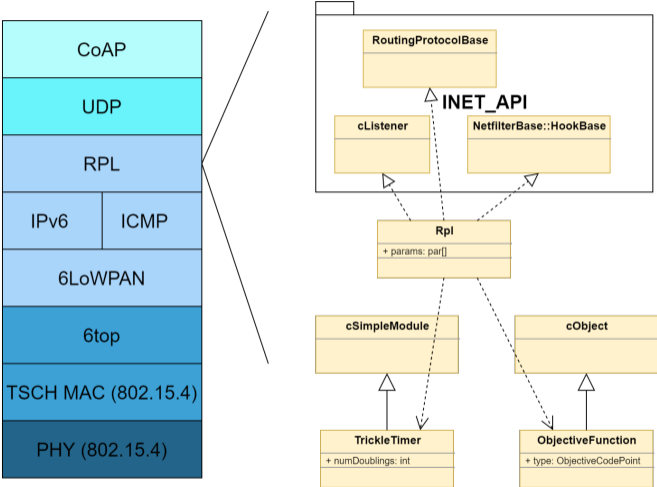 CoAP
UDP
RPL
IPv6 ICMP
6LoWPAN
6top
TSCH MAC (802.15.4)
PHY (802.15.4)
RoutingProtocolBase
INET_API
cListener
NetfilterBase::HookBase
Rpl
+ params: par[]
cSimpleModule
cObject
TrickleTimer
+ numDoublings: int
ObjectiveFunction
+ type: ObjectiveCodePoint